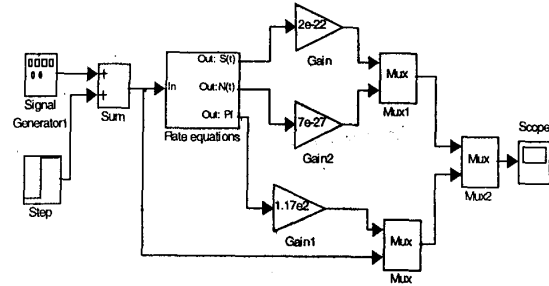 2e-22
Gain
Out: S(t)
In
Out:N(t)
Out: Pf
Rate equations
Signal
Generator1
Sum
Step
7e-27
Gain2
Mux
Mux1
1.17e2
Gain1
Mux
Mux
Mux
Mux2
Scope